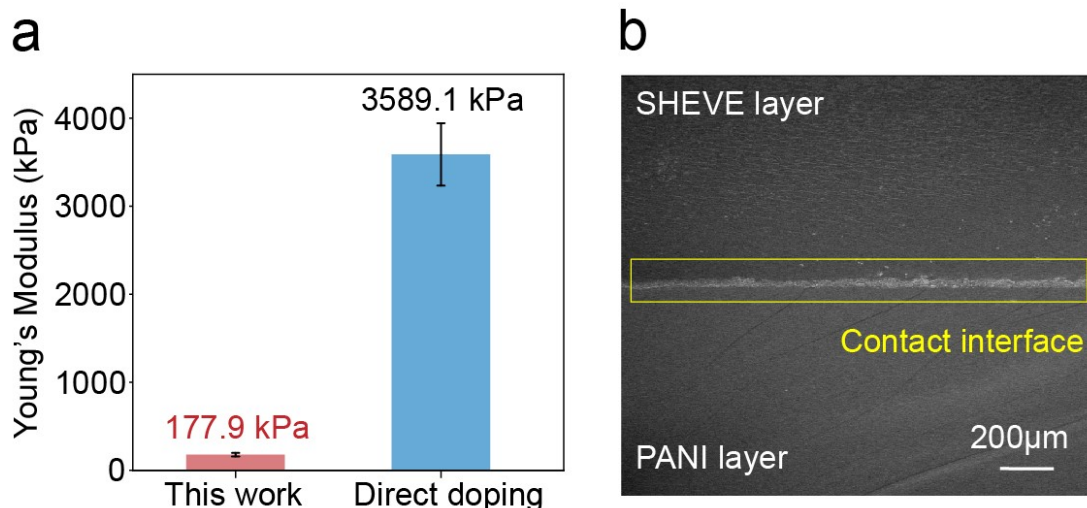 a
Young’s Modulus (kPa)
4000
3000
2000
1000
0
3589.1 kPa
177.9 kPa
This work
Direct doping
b
SHEVE layer
Contact interface
200μm
PANI layer